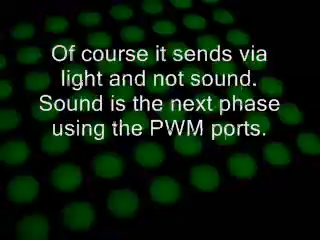 Of course it sends via
light and not sound.
Sound is the next phase
using the PWM ports.